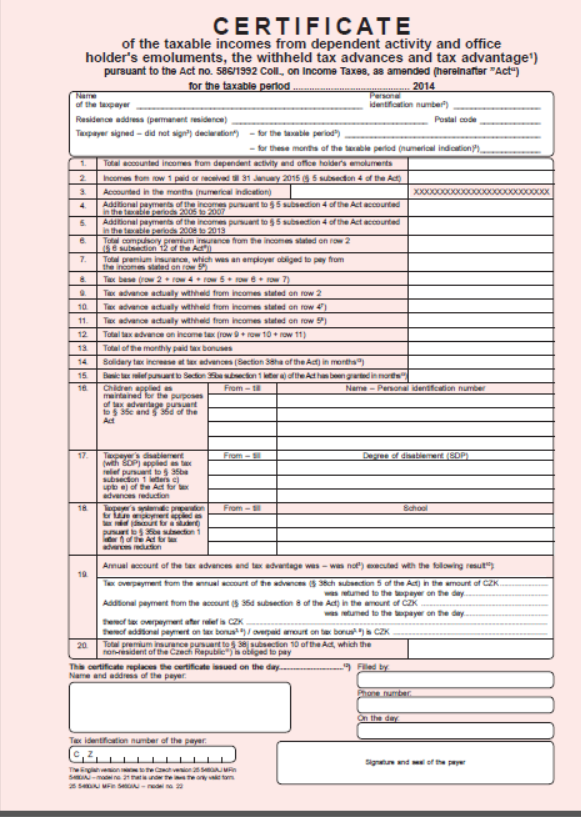 CERTIFICATE
of the taxable incomes from dependent activity and office
holder's emoluments, the withheld tax advances and tax advantage¹)
pursuant to the Act no. 586/1992 Coll., on Income Taxes, as amended (hereinafter "Act")
for the taxable period ........................................ 2014
Name
of the taxpayer
Personal
identification number²)
Residence address (permanent residence)
Postal code
Taxpayer signed – did not sign³) declaration⁴) – for the taxable period³)
– for these months of the taxable period (numerical indication)³)
1. Total accounted incomes from dependent activity and office holder's emoluments
2. Incomes from row 1 paid or received till 31 January 2015 (§ 5 subsection 4 of the Act)
3. Accounted in the months (numerical indication) XXXXXXXXXXXXXXXXXXXXXXXXXX
4. Additional payments of the incomes pursuant to § 5 subsection 4 of the Act accounted
in the taxable periods 2005 to 2007
5. Additional payments of the incomes pursuant to § 5 subsection 4 of the Act accounted
in the taxable periods 2008 to 2013
6. Total compulsory premium insurance from the incomes stated on row 2
(§ 6 subsection 12 of the Act⁶))
7. Total premium insurance, which was an employer obliged to pay from
the incomes stated on row 5⁶)
8. Tax base (row 2 + row 4 + row 5 + row 6 + row 7)
9. Tax advance actually withheld from incomes stated on row 2
10. Tax advance actually withheld from incomes stated on row 4⁷)
11. Tax advance actually withheld from incomes stated on row 5⁸)
12. Total tax advance on income tax (row 9 + row 10 + row 11)
13. Total of the monthly paid tax bonuses
14. Solidary tax increase at tax advances (Section 38ha of the Act) in months¹³)
15. Basic tax relief pursuant to Section 35ba subsection 1 letter a) of the Act has been granted in months¹³)
16. Children applied as
maintained for the purposes
of tax advantage pursuant
to § 35c and § 35d of the
Act
From – till
Name – Personal identification number
17. Taxpayer's disablement
(with SDP) applied as tax
relief pursuant to § 35ba
subsection 1 letters c)
upto e) of the Act for tax
advances reduction
From – till
Degree of disablement (SDP)
18. Taxpayer's systematic preparation
for future employment applied as
tax relief (discount for a student)
pursuant to § 35ba subsection 1
letter f) of the Act for tax
advances reduction
From – till
School
19. Annual account of the tax advances and tax advantage was – was not³) executed with the following result¹⁰):
Tax overpayment from the annual account of the advances (§ 38ch subsection 5 of the Act) in the amount of CZK
was returned to the taxpayer on the day
Additional payment from the account (§ 35d subsection 8 of the Act) in the amount of CZK
was returned to the taxpayer on the day
thereof tax overpayment after relief is CZK
thereof additional payment on tax bonus⁵,⁹) / overpaid amount on tax bonus⁵,⁹) is CZK
20. Total premium insurance pursuant to § 38j subsection 10 of the Act, which the
non-resident of the Czech Republic¹¹) is obliged to pay
This certificate replaces the certificate issued on the day ¹²)
Name and address of the payer:
Filled by:
Phone number:
On the day:
Tax identification number of the payer:
C Z
Signature and seal of the payer
The English version relates to the Czech version 25 5460/AJ MFin
5460/AJ – model no. 21 that is under the laws the only valid form.
25 5460/AJ MFin 5460/AJ – model no. 22